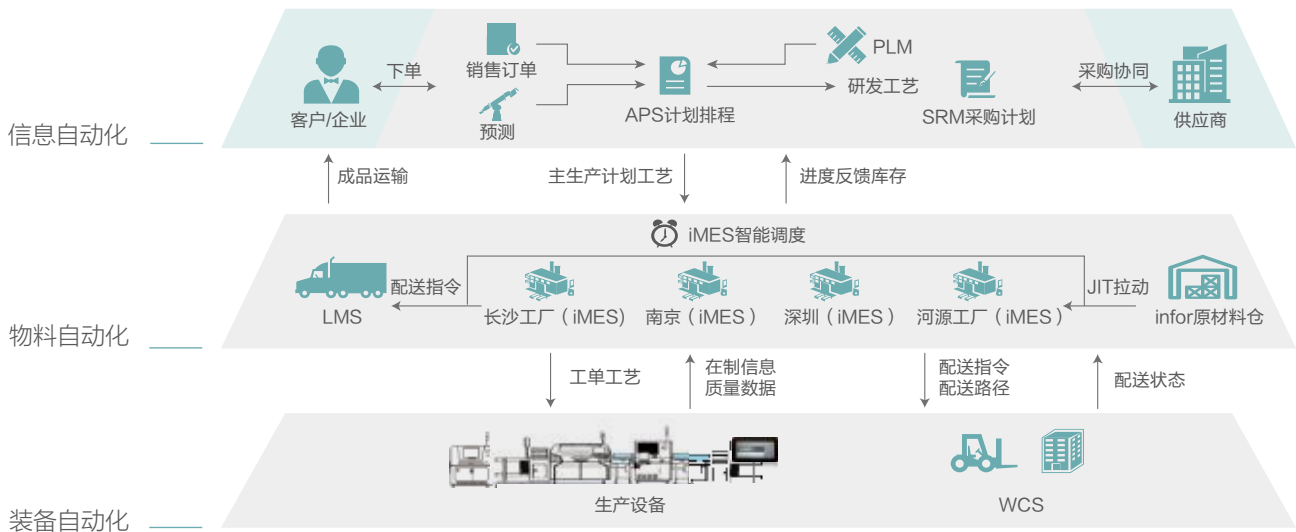 信息自动化
客户/企业
下单
销售订单
预测
APS计划排程
PLM
研发工艺
SRM采购计划
采购协同
供应商
成品运输
主生产计划工艺
进度反馈库存
物料自动化
iMES智能调度
LMS
配送指令
长沙工厂（iMES)
南京（iMES）
深圳（iMES）
河源工厂（iMES）
JIT拉动
infor原材料仓
工单工艺
在制信息
质量数据
配送指令
配送路径
配送状态
装备自动化
生产设备
WCS